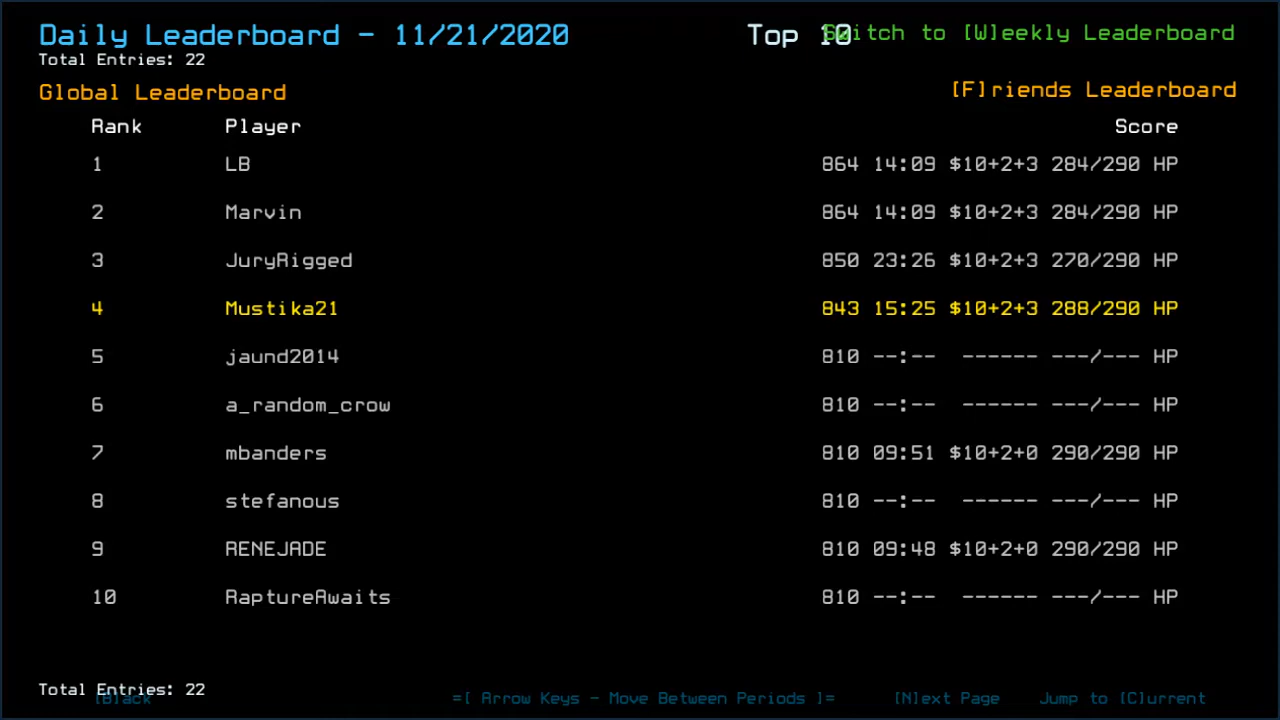 Daily Leaderboard - 11/21/2020 Top 10 Switch to [W]eekly Leaderboard
Total Entries: 22
Global Leaderboard [F]riends Leaderboard
Rank Player Score
1 LB 864 14:09 $10+2+3 284/290 HP
2 Marvin 864 14:09 $10+2+3 284/290 HP
3 JuryRigged 850 23:26 $10+2+3 270/290 HP
4 Mustika21 843 15:25 $10+2+3 288/290 HP
5 jaund2014 810 --:-- ------ ---/--- HP
6 a_random_crow 810 --:-- ------ ---/--- HP
7 mbanders 810 09:51 $10+2+0 290/290 HP
8 stefanous 810 --:-- ------ ---/--- HP
9 RENEJADE 810 09:48 $10+2+0 290/290 HP
10 RaptureAwaits 810 --:-- ------ ---/--- HP
Total Entries: 22
[B]ack =[ Arrow Keys - Move Between Periods ]= [N]ext Page Jump to [C]urrent